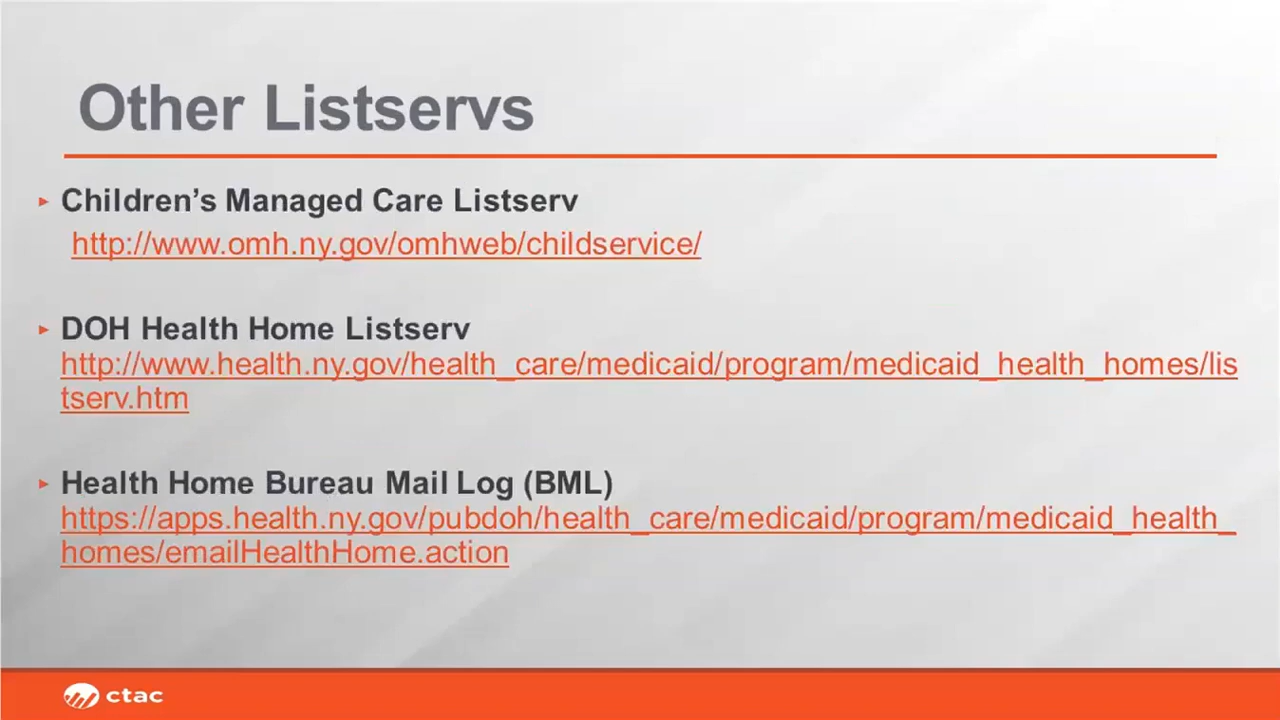 Other Listservs
▸ Children’s Managed Care Listserv
http://www.omh.ny.gov/omhweb/childservice/
▸ DOH Health Home Listserv
http://www.health.ny.gov/health_care/medicaid/program/medicaid_health_homes/lis
tserv.htm
▸ Health Home Bureau Mail Log (BML)
https://apps.health.ny.gov/pubdoh/health_care/medicaid/program/medicaid_health_
homes/emailHealthHome.action
ctac